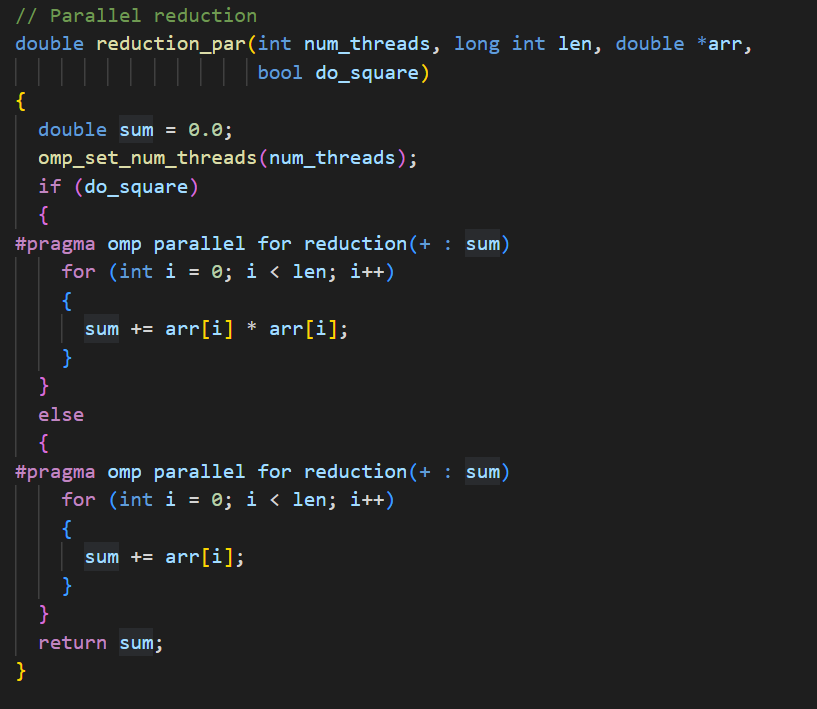 // Parallel reduction
double reduction_par(int num_threads, long int len, double *arr,
                     bool do_square)
{
  double sum = 0.0;
  omp_set_num_threads(num_threads);
  if (do_square)
  {
#pragma omp parallel for reduction(+ : sum)
    for (int i = 0; i < len; i++)
    {
      sum += arr[i] * arr[i];
    }
  }
  else
  {
#pragma omp parallel for reduction(+ : sum)
    for (int i = 0; i < len; i++)
    {
      sum += arr[i];
    }
  }
  return sum;
}